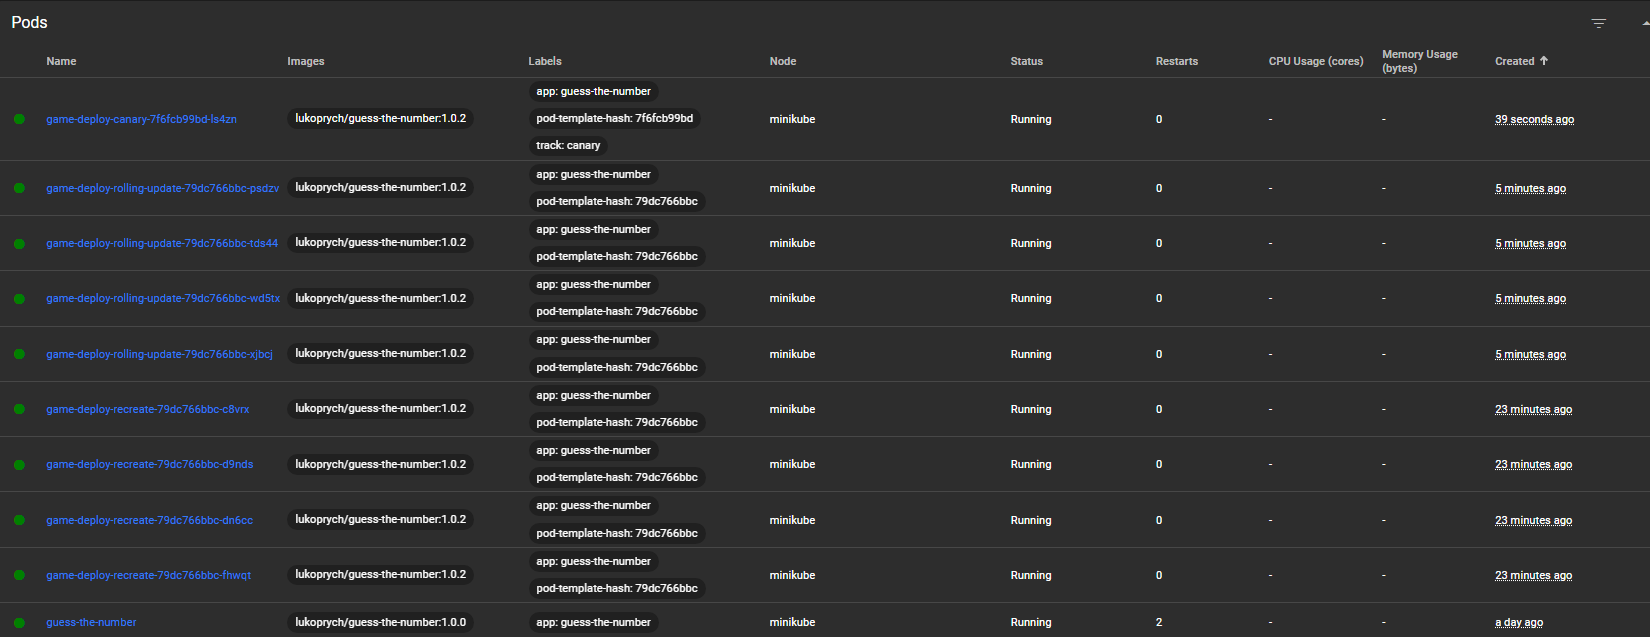 Pods
Name Images Labels Node Status Restarts CPU Usage (cores) Memory Usage (bytes) Created
game-deploy-canary-7f6fcb99bd-ls4zn lukoprych/guess-the-number:1.0.2 app: guess-the-number pod-template-hash: 7f6fcb99bd track: canary minikube Running 0 - - 39 seconds ago
game-deploy-rolling-update-79dc766bbc-psdzv lukoprych/guess-the-number:1.0.2 app: guess-the-number pod-template-hash: 79dc766bbc minikube Running 0 - - 5 minutes ago
game-deploy-rolling-update-79dc766bbc-tds44 lukoprych/guess-the-number:1.0.2 app: guess-the-number pod-template-hash: 79dc766bbc minikube Running 0 - - 5 minutes ago
game-deploy-rolling-update-79dc766bbc-wd5tx lukoprych/guess-the-number:1.0.2 app: guess-the-number pod-template-hash: 79dc766bbc minikube Running 0 - - 5 minutes ago
game-deploy-rolling-update-79dc766bbc-xjbcj lukoprych/guess-the-number:1.0.2 app: guess-the-number pod-template-hash: 79dc766bbc minikube Running 0 - - 5 minutes ago
game-deploy-recreate-79dc766bbc-c8vrx lukoprych/guess-the-number:1.0.2 app: guess-the-number pod-template-hash: 79dc766bbc minikube Running 0 - - 23 minutes ago
game-deploy-recreate-79dc766bbc-d9nds lukoprych/guess-the-number:1.0.2 app: guess-the-number pod-template-hash: 79dc766bbc minikube Running 0 - - 23 minutes ago
game-deploy-recreate-79dc766bbc-dn6cc lukoprych/guess-the-number:1.0.2 app: guess-the-number pod-template-hash: 79dc766bbc minikube Running 0 - - 23 minutes ago
game-deploy-recreate-79dc766bbc-fhwqt lukoprych/guess-the-number:1.0.2 app: guess-the-number pod-template-hash: 79dc766bbc minikube Running 0 - - 23 minutes ago
guess-the-number lukoprych/guess-the-number:1.0.0 app: guess-the-number minikube Running 2 - - a day ago